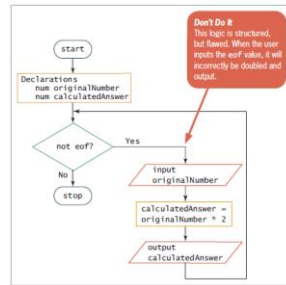 Don't Do It
This logic is structured,
but flawed. When the user
inputs the eof value, it will
incorrectly be doubled and
output.
start
Declarations
num originalNumber
num calculatedAnswer
not eof?
Yes
No
stop
input
originalNumber
calculatedAnswer =
originalNumber * 2
output
calculatedAnswer